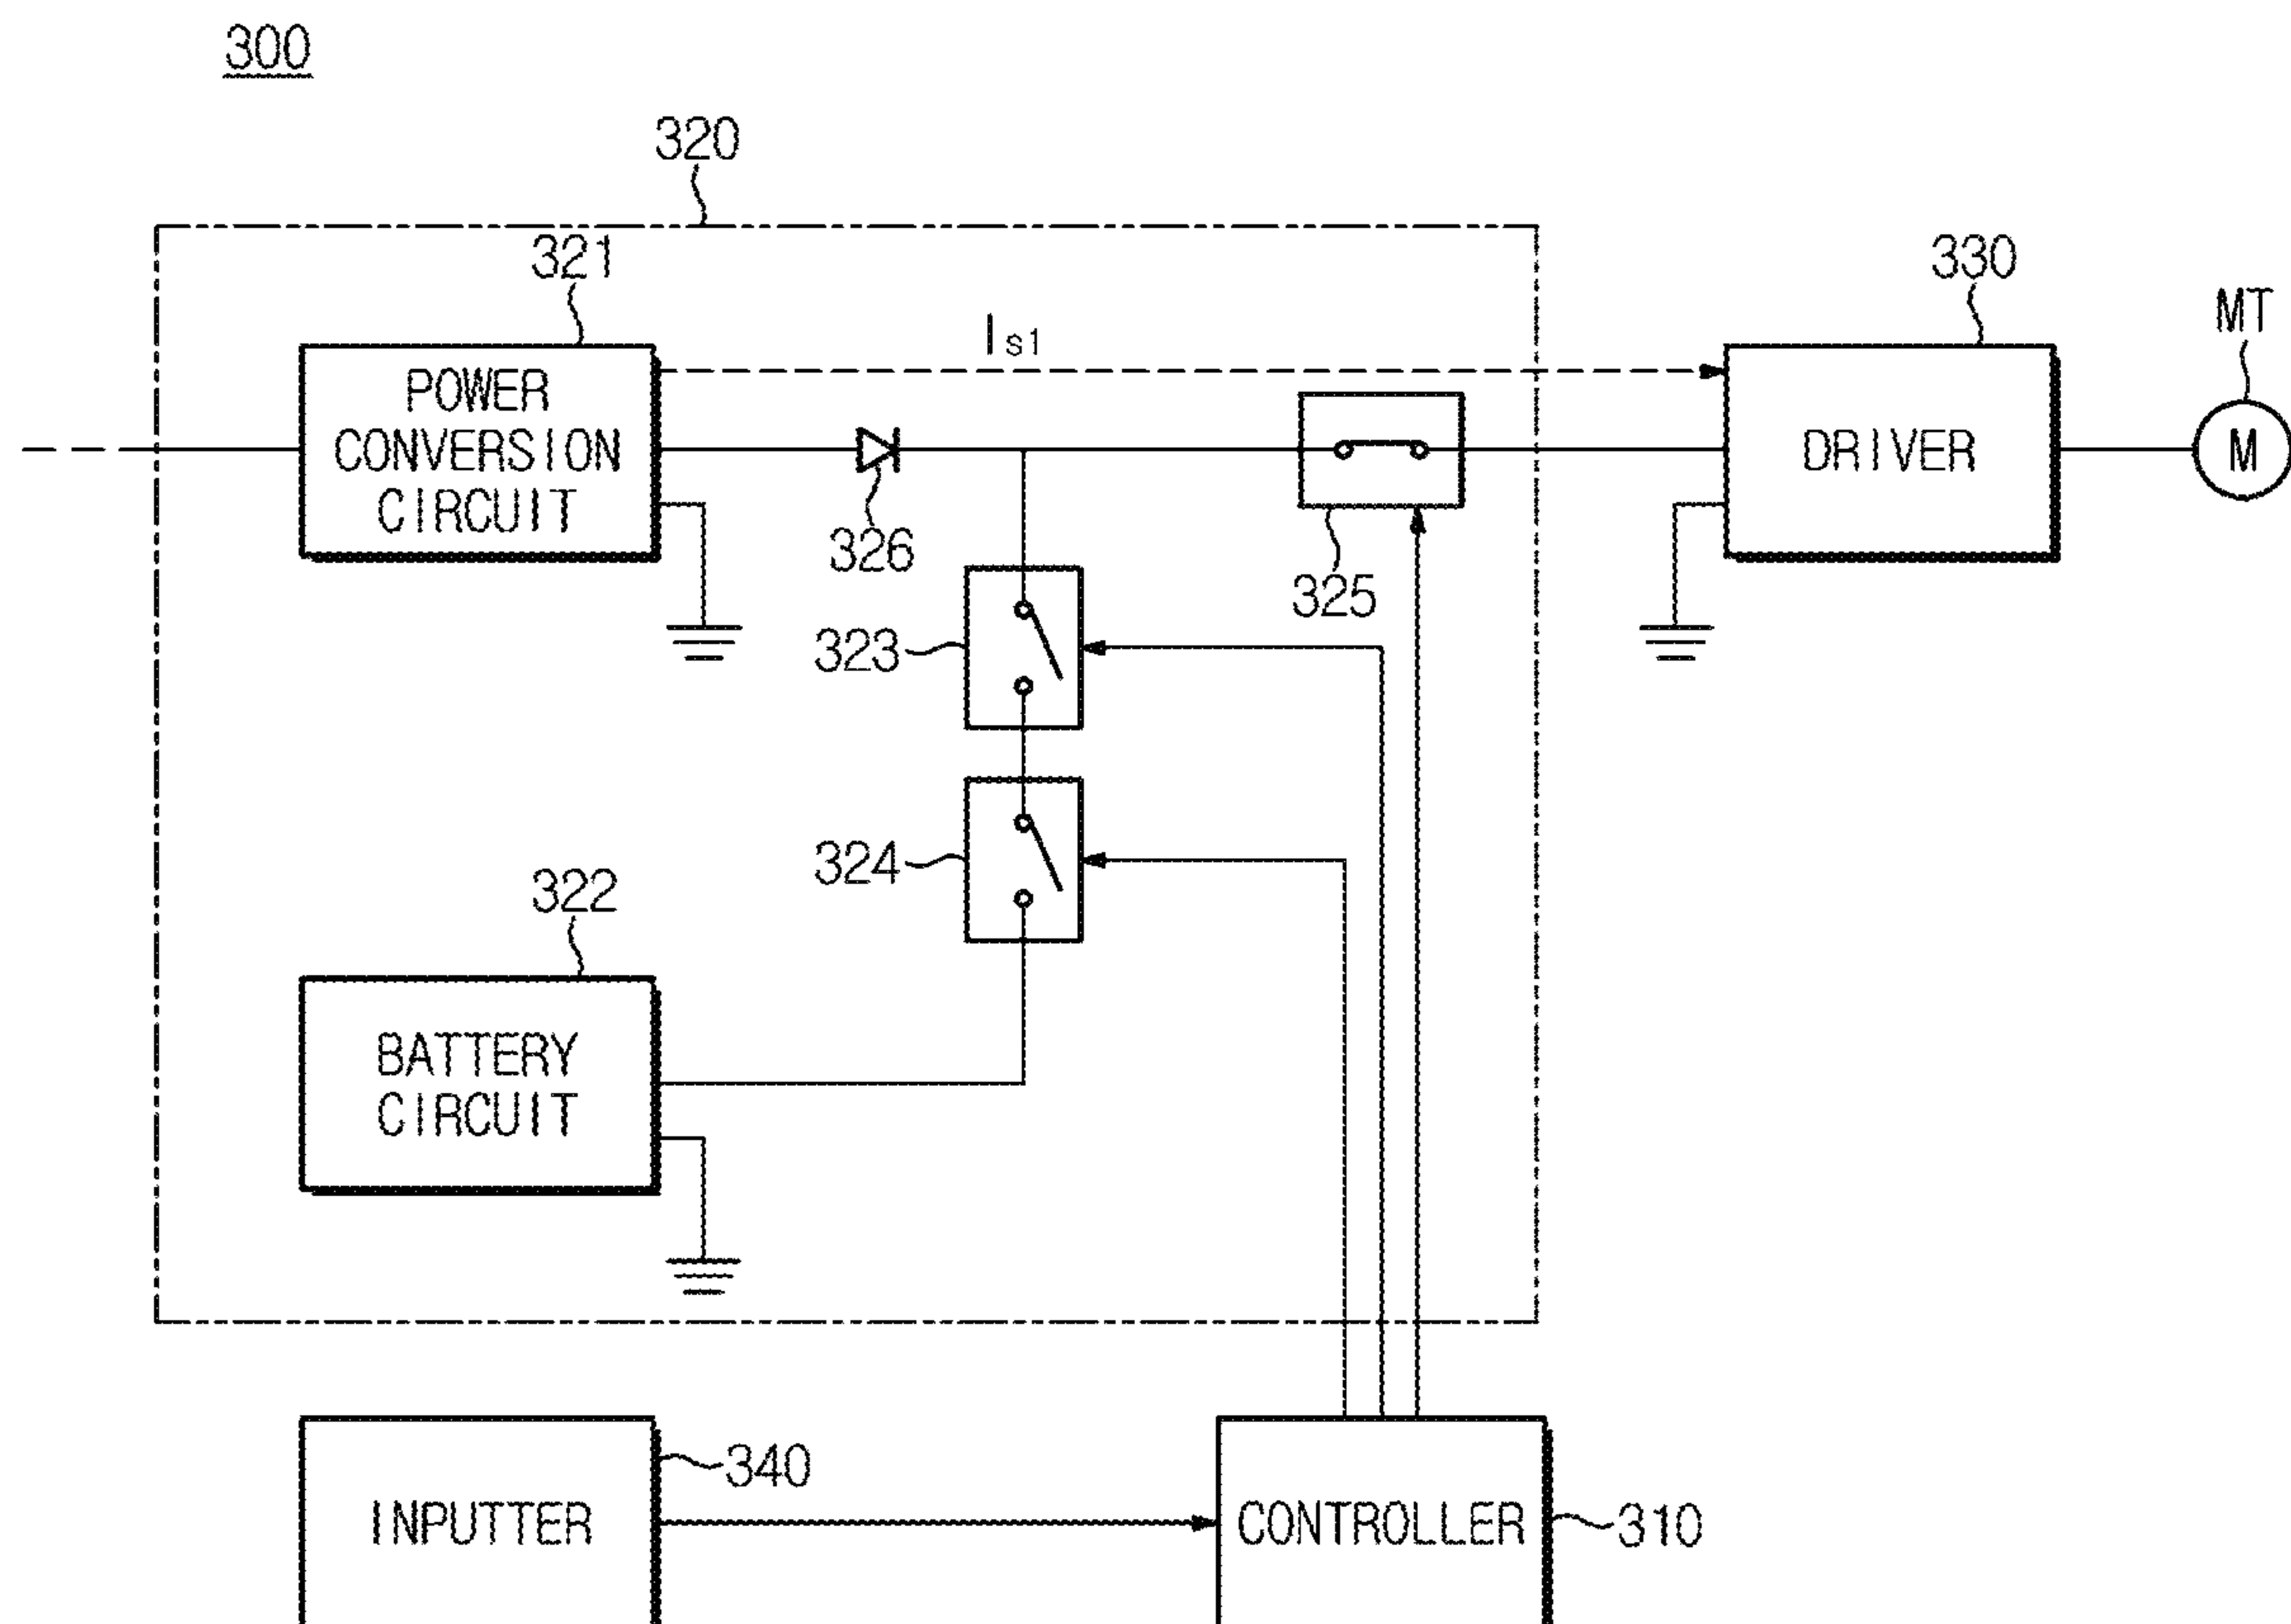 300
320
321
330
MT
I_s1
POWER
CONVERSION
CIRCUIT
DRIVER
M
326
325
323
324
322
BATTERY
CIRCUIT
340
INPUTTER
CONTROLLER
310